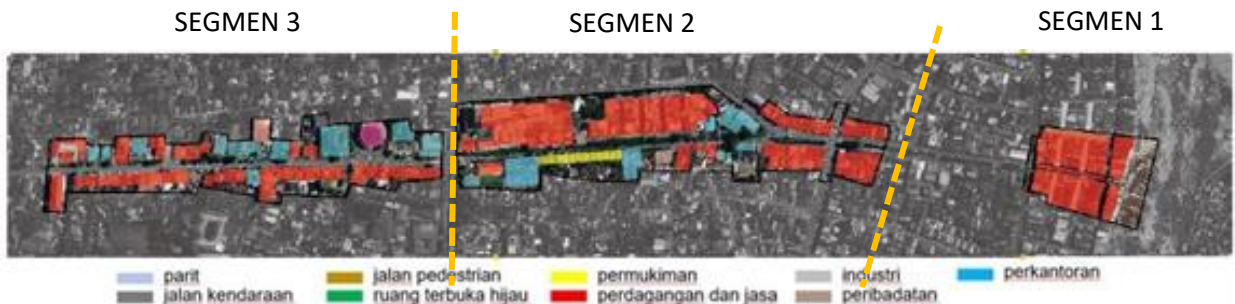 SEGMEN 3 SEGMEN 2 SEGMEN 1
parit jalan pedestrian permukiman industri perkantoran
jalan kendaraan ruang terbuka hijau perdagangan dan jasa peribadatan